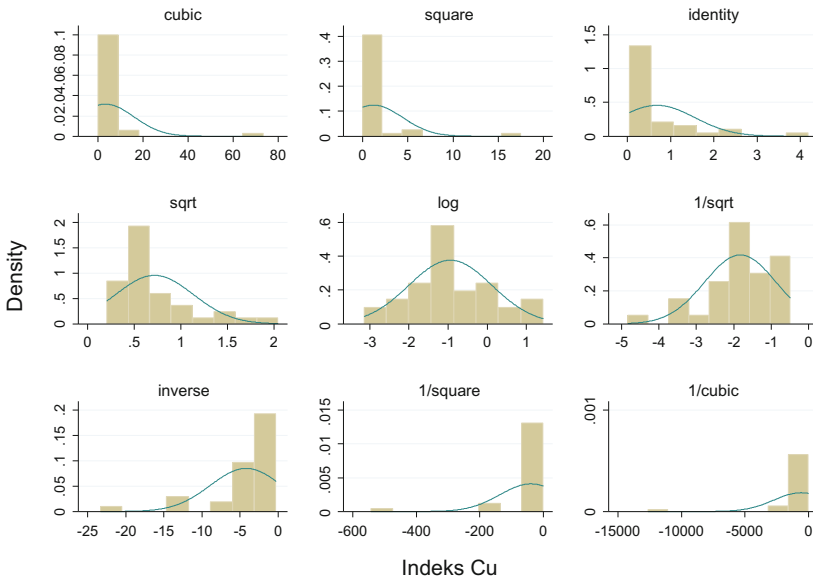 Density
cubic
0 .02.04.06.08 .1
0 20 40 60 80
square
0 .1 .2 .3 .4
0 5 10 15 20
identity
0 .5 1 1.5
0 1 2 3 4
sqrt
0 .5 1 1.5 2
0 .5 1 1.5 2
log
0 .2 .4 .6
-3 -2 -1 0 1
1/sqrt
0 .2 .4 .6
-5 -4 -3 -2 -1 0
inverse
0 .05 .1 .15 .2
-25 -20 -15 -10 -5 0
1/square
0 .005 .01 .015
-600 -400 -200 0
1/cubic
0 .001
-15000 -10000 -5000 0
Indeks Cu